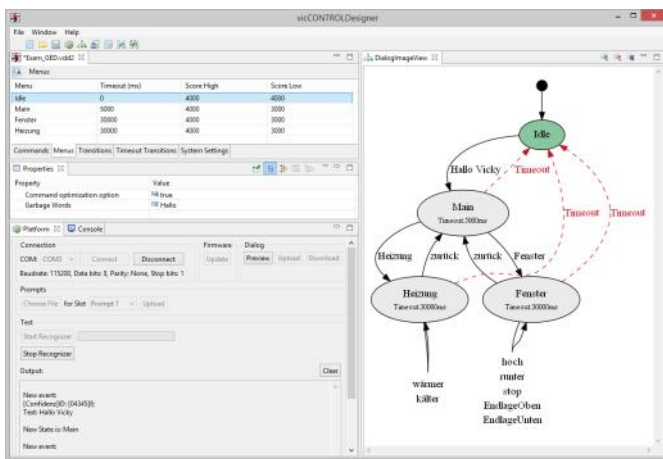 vicCONTROLDesigner
File Window Help
*Exam_GED.vdd2
Menus
Menu Timeout (ms) Score High Score Low
Idle 0 4000 4000
Main 5000 4000 3000
Fenster 30000 4000 3000
Heizung 30000 4000 3000
Commands Menus Transitions Timeout Transitions System Settings
Properties
Property Value
Command optimization option true
Garbage Words Hallo
Platform Console
Connection Firmware Dialog
COM: COM3 Connect Disconnect Update Preview Upload Download
Baudrate: 115200, Data bits: 8, Parity: None, Stop bits: 1
Prompts
Choose File for Slot Prompt 1 Upload
Test
Start Recognizer
Stop Recognizer
Output: Clear
New event:
[Confidenz]ID: [04345]8;
Text: Hallo Vicky
New State is: Main
New event:
DialogImageView
Idle
Hallo Vicky Timeout
Main
Timeout:5000ms
Timeout Timeout
Heizung zurück zurück Fenster
Heizung
Timeout:30000ms
Fenster
Timeout:30000ms
wärmer
kälter
hoch
runter
stop
EndlageOben
EndlageUnten